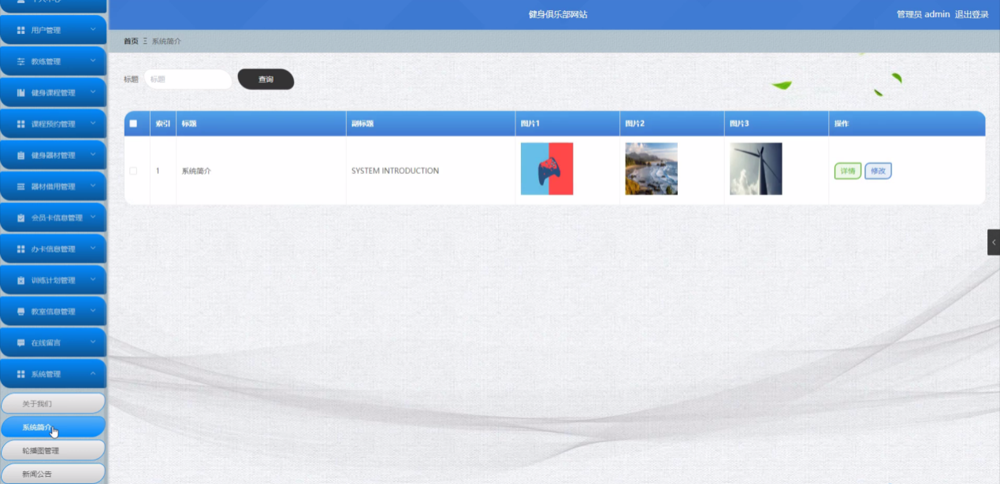 健身俱乐部网站
管理员 admin 退出登录
个人中心
用户管理
教练管理
健身课程管理
课程预约管理
健身器材管理
器材借用管理
会员卡信息管理
办卡信息管理
训练计划管理
教室信息管理
在线留言
系统管理
关于我们
系统简介
轮播图管理
新闻公告
首页 Ξ 系统简介
标题 标题 查询
索引 标题 副标题 图片1 图片2 图片3 操作
1 系统简介 SYSTEM INTRODUCTION 详情 修改